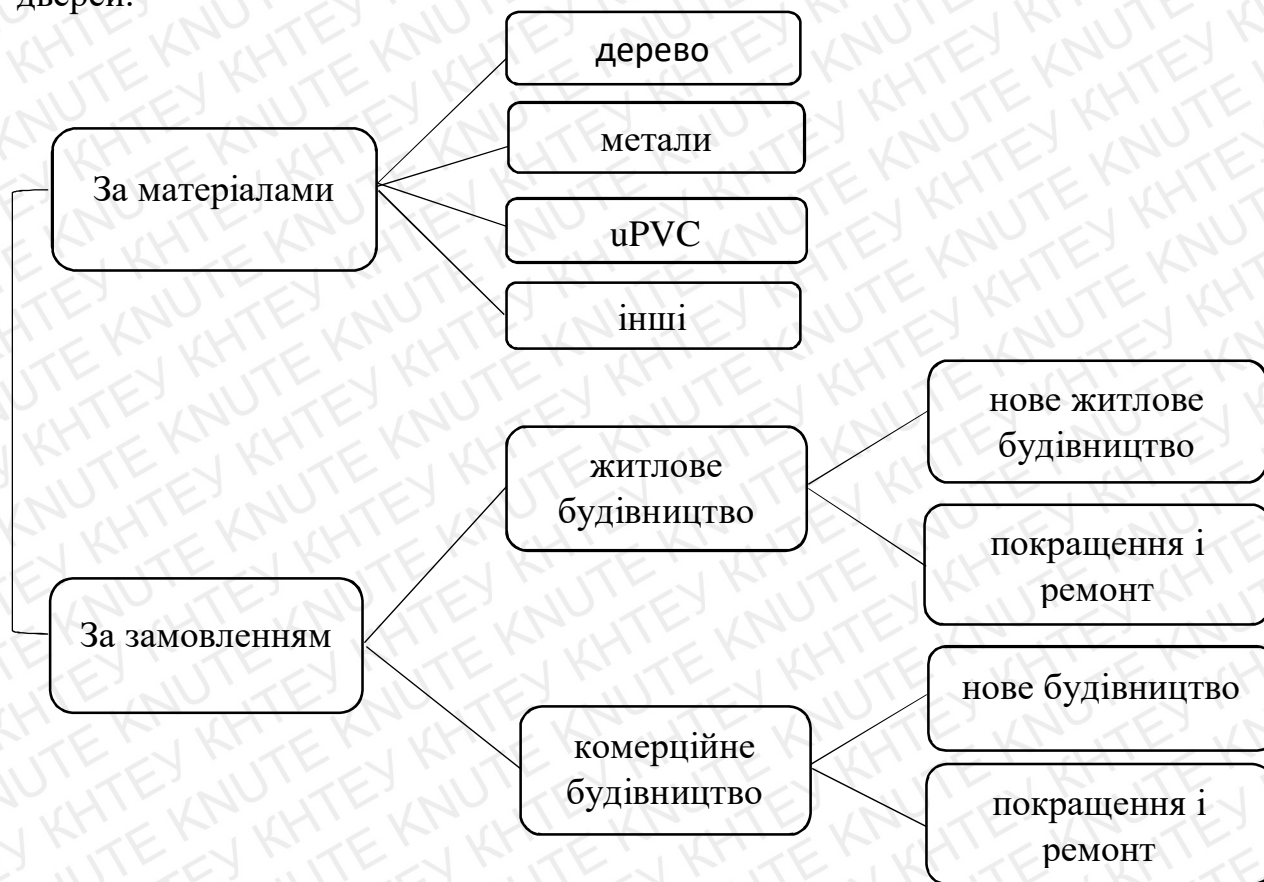 дверей.
дерево
метали
За матеріалами
uPVC
інші
нове житлове
будівництво
житлове
будівництво
покращення і
ремонт
За замовленням
нове будівництво
комерційне
будівництво
покращення і
ремонт